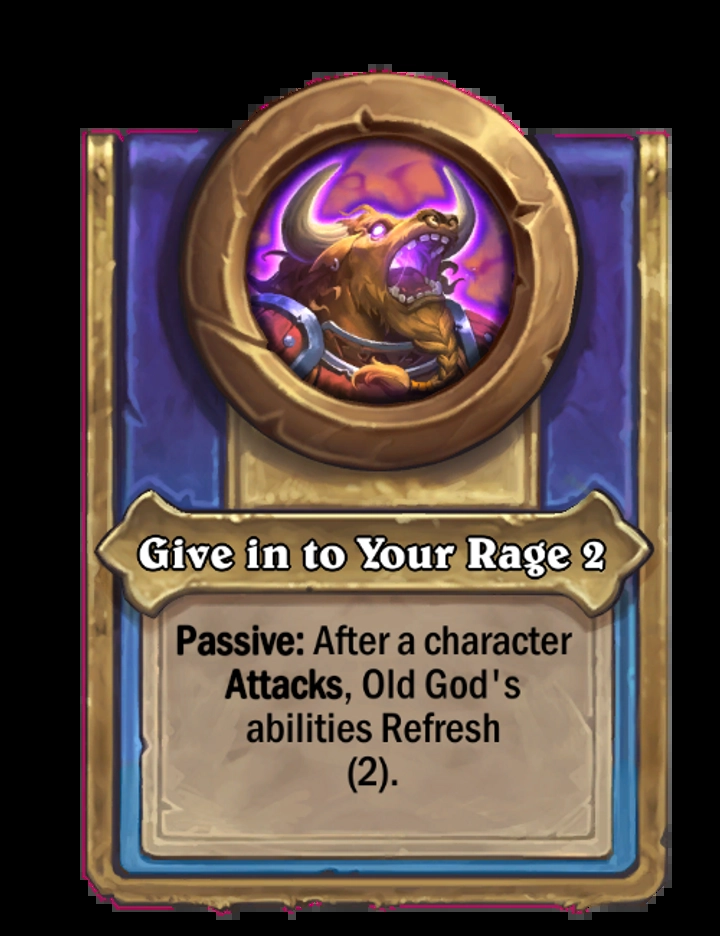 Give in to Your Rage 2
Passive: After a character
Attacks, Old God's
abilities Refresh
(2).